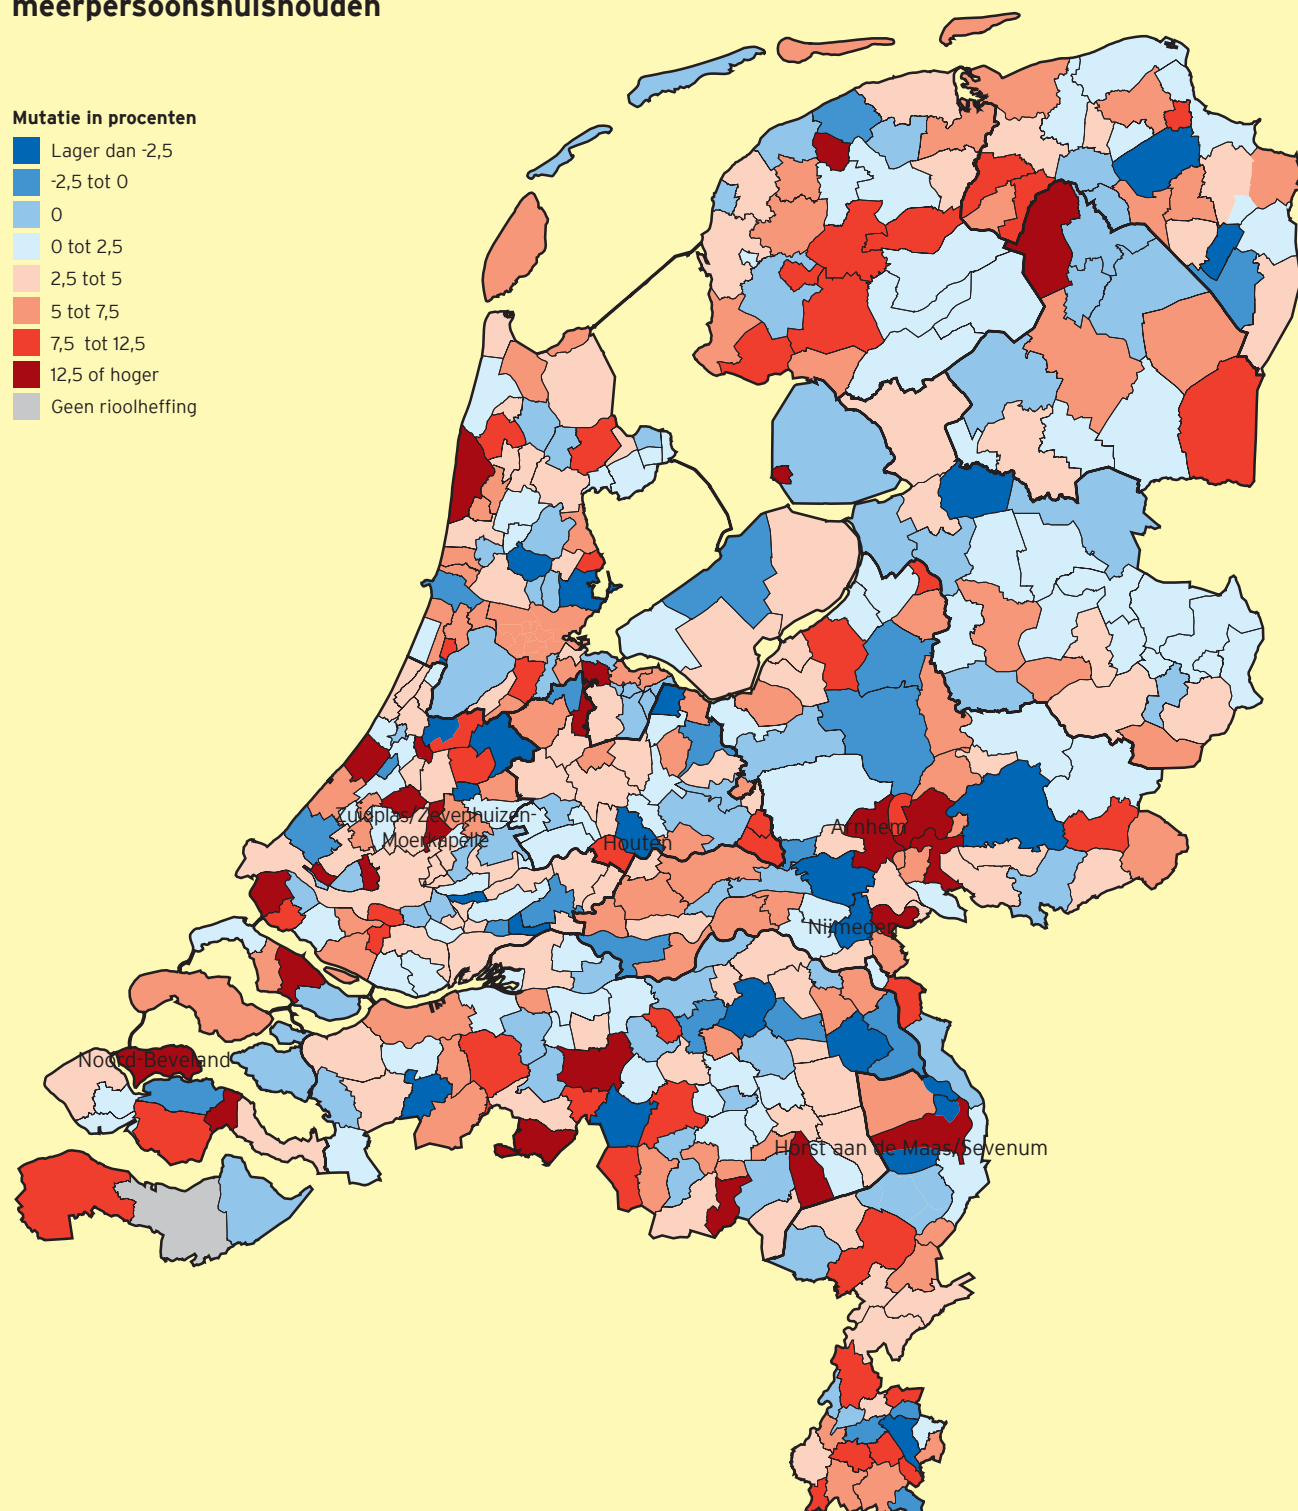 meerpersoonshuishouden
Mutatie in procenten
Lager dan -2,5
-2,5 tot 0
0
0 tot 2,5
2,5 tot 5
5 tot 7,5
7,5 tot 12,5
12,5 of hoger
Geen rioolheffing
Zuidplas/Zevenhuizen-
Moerkapelle
Arnhem
Houten
Nijmegen
Noord-Beveland
Horst aan de Maas/Sevenum